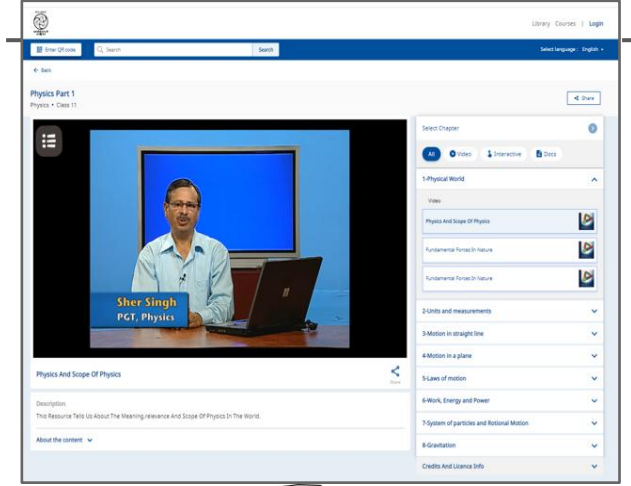 Library Courses | Login
Enter QR code
Search
Search
Select language : English
Back
Physics Part 1
Physics • Class 11
Share
Select Chapter
All
Video
Interactive
Docs
1-Physical World
Video
Physics And Scope Of Physics
Fundamental Forces In Nature
Fundamental Forces In Nature
Sher Singh
PGT, Physics
2-Units and measurements
3-Motion in straight line
4-Motion in a plane
Physics And Scope Of Physics
Share
5-Laws of motion
6-Work, Energy and Power
Description
This Resource Tells Us About The Meaning,relevance And Scope Of Physics In The World.
7-System of particles and Rotional Motion
About the content
8-Gravitation
Credits And Licence Info